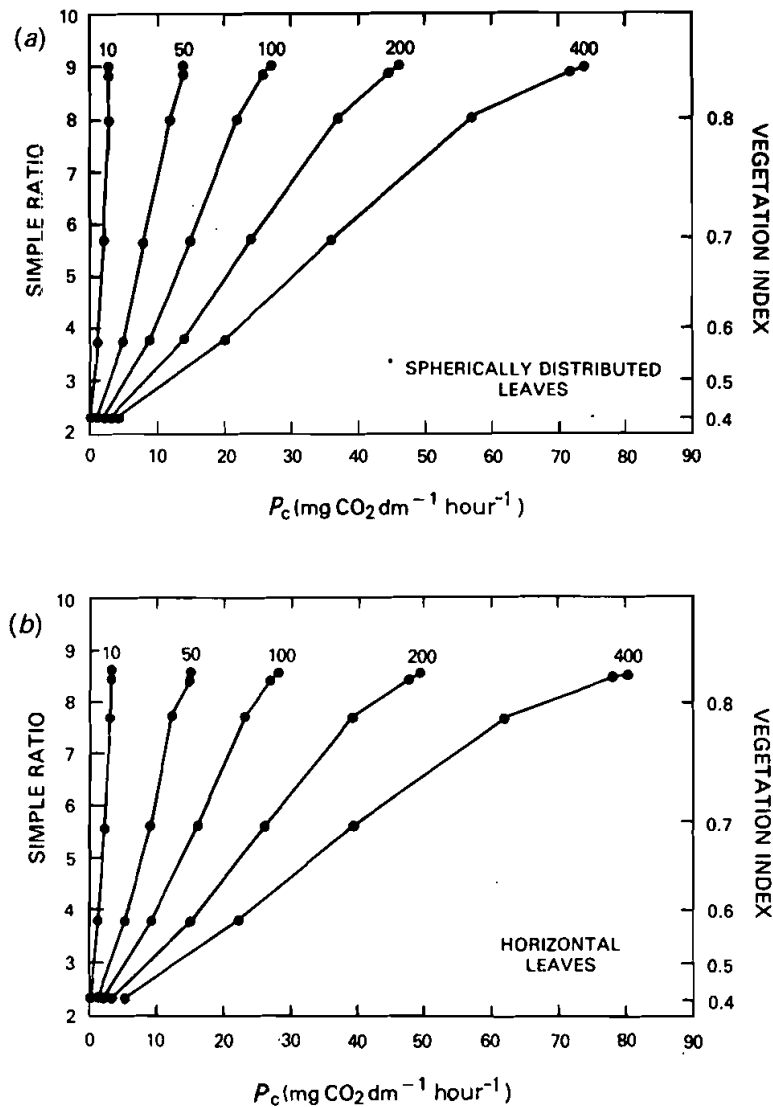 (a)
10 50 100 200 400
10
9
8
7
6
5
4
3
2
SIMPLE RATIO
0.8
0.7
0.6
0.5
0.4
VEGETATION INDEX
SPHERICALLY DISTRIBUTED
LEAVES
0 10 20 30 40 50 60 70 80 90
Pc (mg CO2 dm−1 hour−1)
(b)
10 50 100 200 400
10
9
8
7
6
5
4
3
2
SIMPLE RATIO
0.8
0.7
0.6
0.5
0.4
VEGETATION INDEX
HORIZONTAL
LEAVES
0 10 20 30 40 50 60 70 80 90
Pc (mg CO2 dm−1 hour−1)